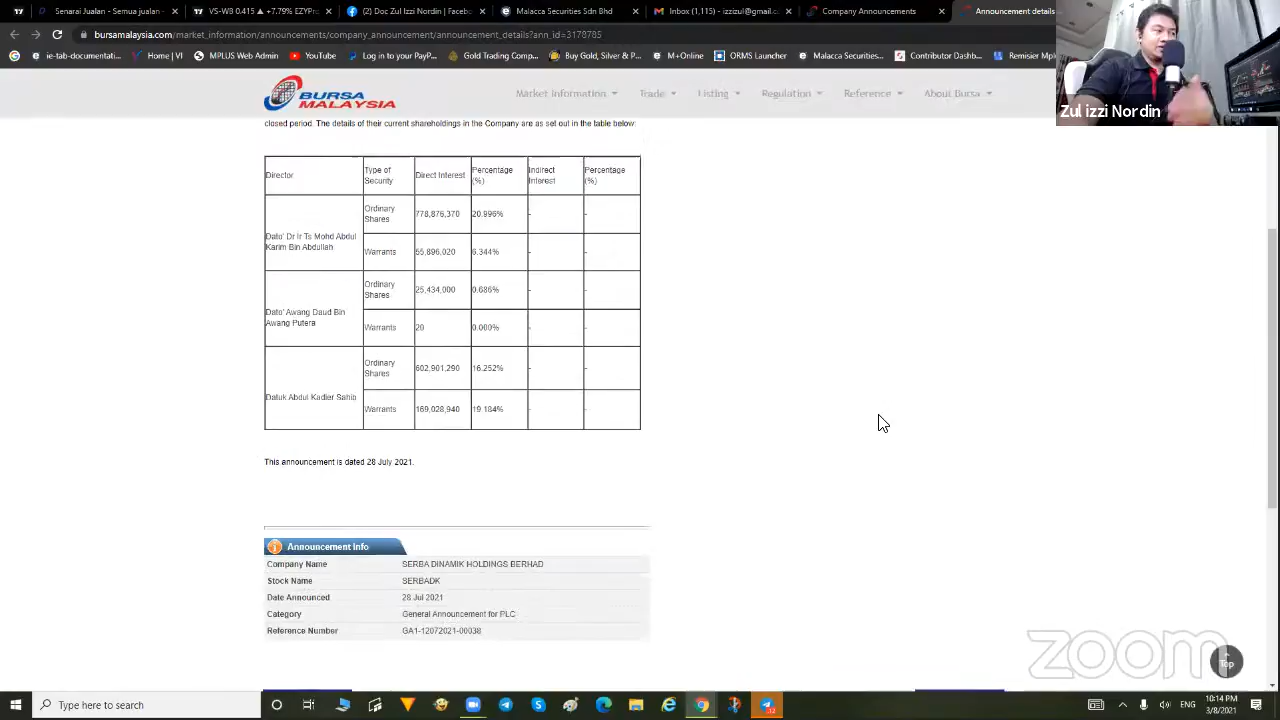 Senarai Jualan - Semasa
VS-WB 0.415 ▲ +5.06% EZYPro
(2) Doc Zul Izzi Nordin | Facebo
Malacca Securities Sdn Bhd
Inbox (1,115) - izzizul@gmail.c
Company Announcements
Announcement details
bursamalaysia.com/market_information/announcements/company_announcement/announcement_details?ann_id=3178785
ie-tab-documentati...
Home \ VI
MPLUS Web Admin
YouTube
Log in to your PayP...
Gold Trading Comp...
Buy Gold, Silver & P...
M+Online
ORMS Launcher
Malacca Securities...
Contributor Dashbo...
Remisier Mpl
BURSA
MALAYSIA
Market Information
Trade
Listing
Regulation
Reference
About Bursa
Zul izzi Nordin
closed period. The details of their current shareholdings in the Company are as set out in the table below:
Director
Type of Security
Direct Interest
Percentage (%)
Indirect Interest
Percentage (%)
Dato' Dr Ir Ts Mohd Abdul
Karim Bin Abdullah
Ordinary Shares
778,876,370
20.996%
-
-
Warrants
55,896,020
6.344%
-
-
Dato' Awang Daud Bin
Awang Putera
Ordinary Shares
25,434,000
0.686%
-
-
Warrants
20
0.000%
-
-
Datuk Abdul Kadier Sahib
Ordinary Shares
602,901,290
16.252%
-
-
Warrants
169,028,940
19.184%
-
-
This announcement is dated 28 July 2021.
Announcement Info
Company Name SERBA DINAMIK HOLDINGS BERHAD
Stock Name SERBADK
Date Announced 28 Jul 2021
Category General Announcement for PLC
Reference Number GA1-12072021-00038
zoom
Top
Type here to search
ENG
10:14 PM
3/8/2021